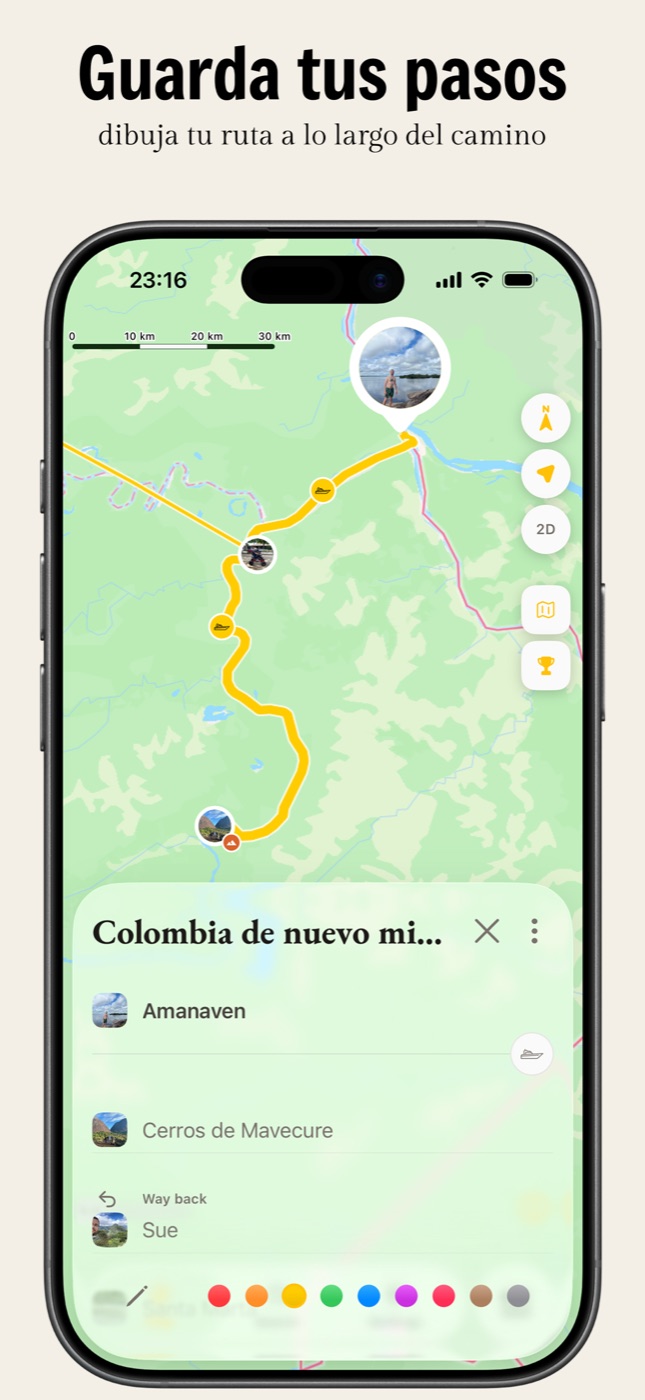 Guarda tus pasos
dibuja tu ruta a lo largo del camino
23:16
0 10 km 20 km 30 km
N
2D
Colombia de nuevo mi...
Amanaven
Cerros de Mavecure
Way back
Sue